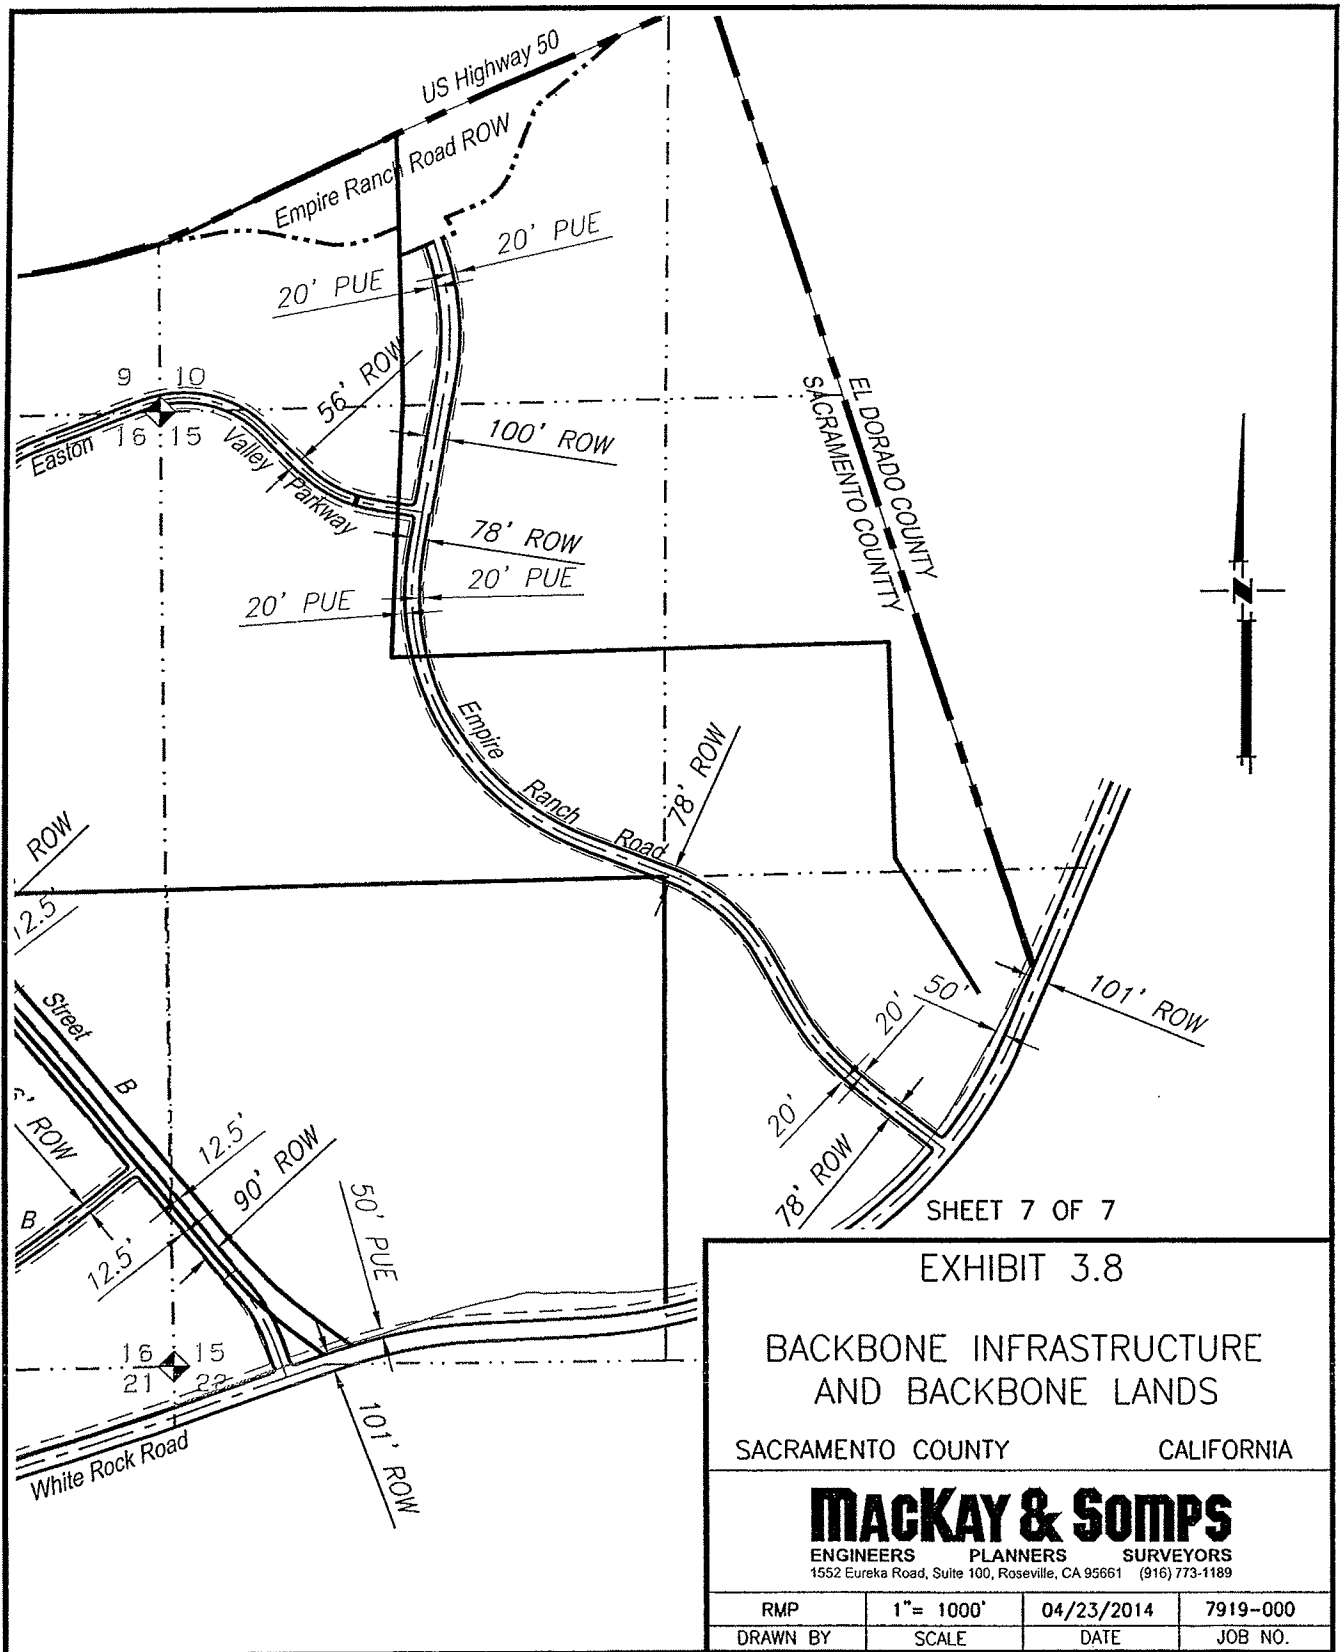 US Highway 50
Empire Ranch Road ROW
20' PUE
20' PUE
9 10
16 15
56' ROW
Easton
Valley
Parkway
100' ROW
78' ROW
20' PUE
20' PUE
EL DORADO COUNTY
SACRAMENTO COUNTTY
N
Empire
Ranch
Road
78' ROW
ROW
12.5'
Street
B
' ROW
B
12.5'
90' ROW
12.5'
50' PUE
20'
50'
101' ROW
20'
78' ROW
16 15
21 22
101' ROW
White Rock Road
SHEET 7 OF 7
EXHIBIT 3.8
BACKBONE INFRASTRUCTURE
AND BACKBONE LANDS
SACRAMENTO COUNTY CALIFORNIA
MACKAY & SOMPS
ENGINEERS PLANNERS SURVEYORS
1552 Eureka Road, Suite 100, Roseville, CA 95661 (916) 773-1189
RMP 1"= 1000' 04/23/2014 7919-000
DRAWN BY SCALE DATE JOB NO.